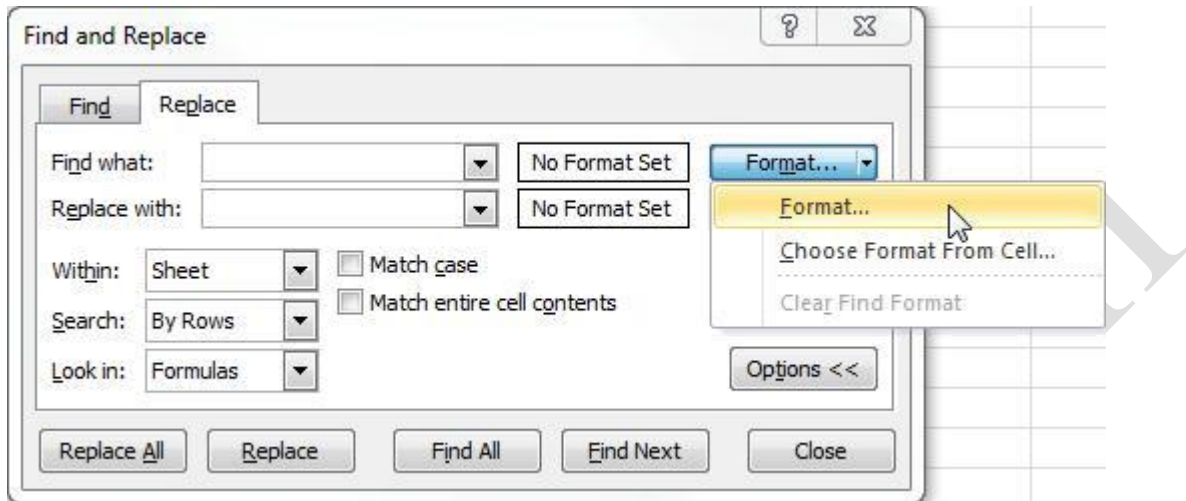 Find and Replace
Find Replace
Find what: No Format Set Format...
Replace with: No Format Set Format...
Choose Format From Cell...
Within: Sheet Match case
Match entire cell contents
Clear Find Format
Search: By Rows
Look in: Formulas Options <<
Replace All Replace Find All Find Next Close